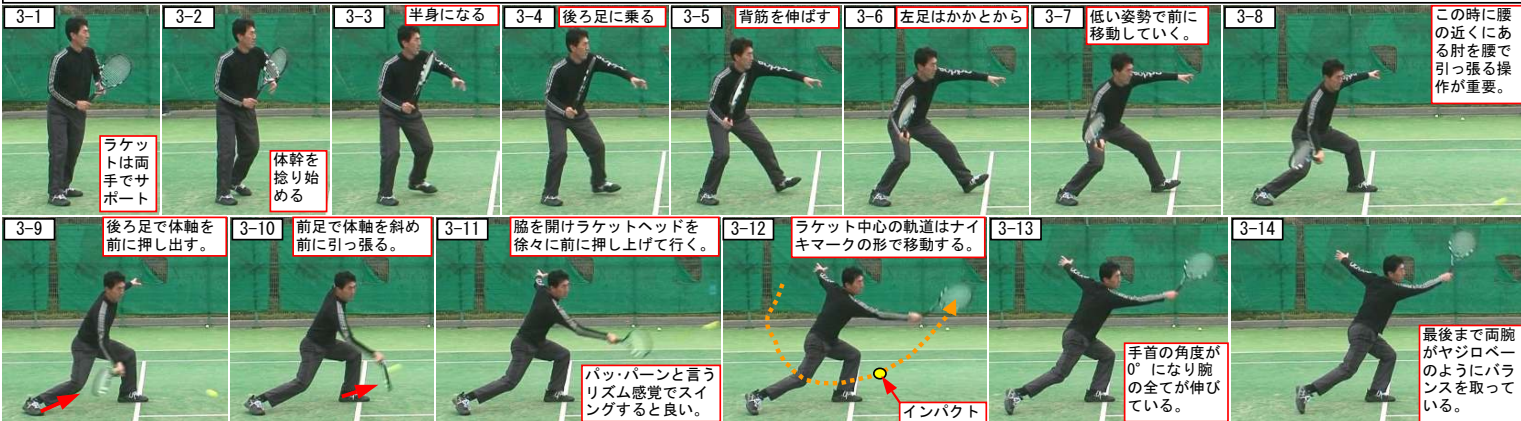 3-1
ラケッ
トは両
手でサ
ポート
3-2
体幹を
捻り始
める
3-3
半身になる
3-4
後ろ足に乗る
3-5
背筋を伸ばす
3-6
左足はかかとから
3-7
低い姿勢で前に
移動していく。
3-8
この時に腰
の近くにあ
る肘を腰で
引っ張る操
作が重要。
3-9
後ろ足で体軸を
前に押し出す。
3-10
前足で体軸を斜め
前に引っ張る。
3-11
脇を開けラケットヘッドを
徐々に前に押し上げて行く。
パッ・パーンと言う
リズム感覚でスイ
ングすると良い。
3-12
ラケット中心の軌道はナイ
キマークの形で移動する。
インパクト
3-13
手首の角度が
0°になり腕
の全てが伸び
ている。
3-14
最後まで両腕
がヤジロベー
のようにバラ
ンスを取って
いる。